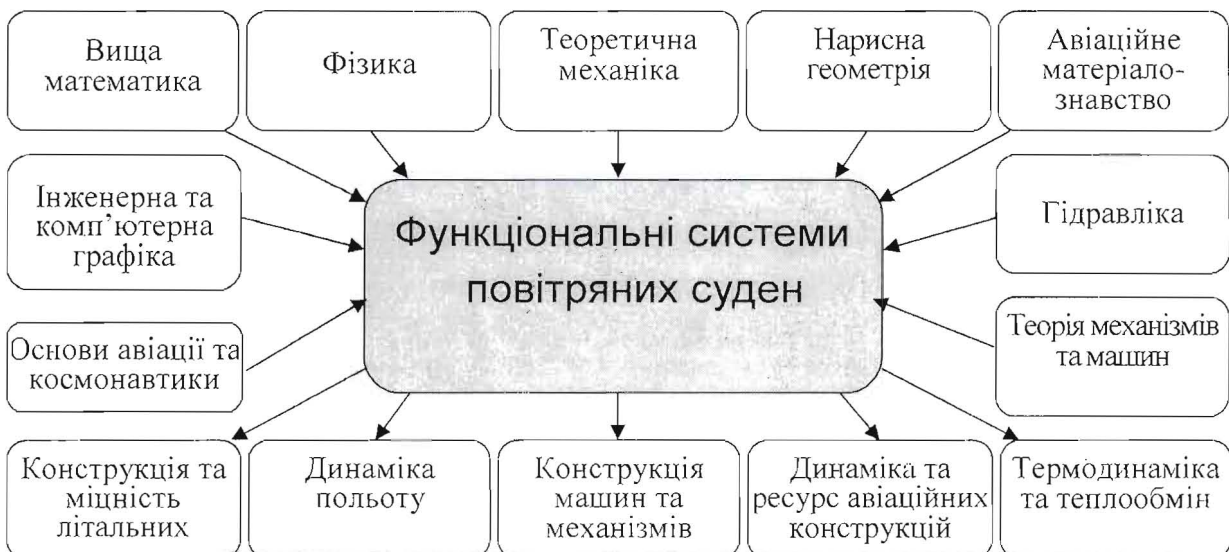 Вища
математика
Фізика
Теоретична
механіка
Нарисна
геометрія
Авіаційне
матеріало-
знавство
Інженерна та
комп’ютерна
графіка
Функціональні системи
повітряних суден
Гідравліка
Основи авіації та
космонавтики
Теорія механізмів
та машин
Конструкція та
міцність
літальних
Динаміка
польоту
Конструкція
машин та
механізмів
Динаміка та
ресурс авіаційних
конструкцій
Термодинаміка
та теплообмін